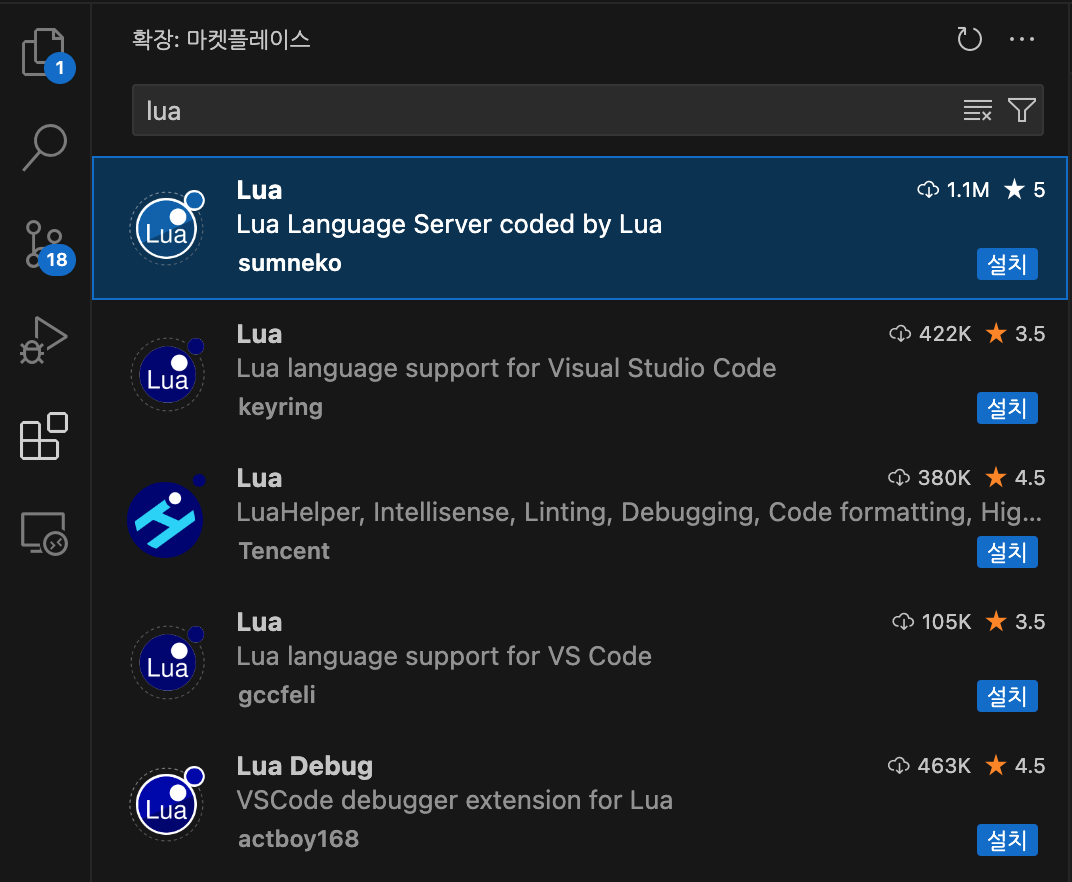 확장: 마켓플레이스
1
lua
Lua
Lua
1.1M
5
Lua Language Server coded by Lua
sumneko
설치
18
Lua
Lua
422K
3.5
Lua language support for Visual Studio Code
keyring
설치
Lua
380K
4.5
LuaHelper, Intellisense, Linting, Debugging, Code formatting, Hig...
Tencent
설치
Lua
Lua
105K
3.5
Lua language support for VS Code
gccfeli
설치
Lua
Lua Debug
463K
4.5
VSCode debugger extension for Lua
actboy168
설치